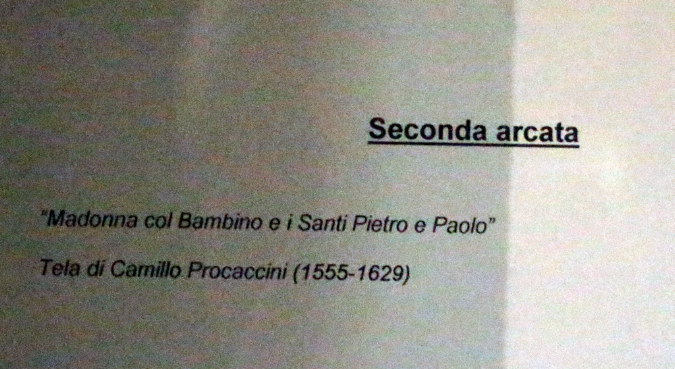 Seconda arcata
"Madonna col Bambino e i Santi Pietro e Paolo"
Tela di Camillo Procaccini (1555-1629)